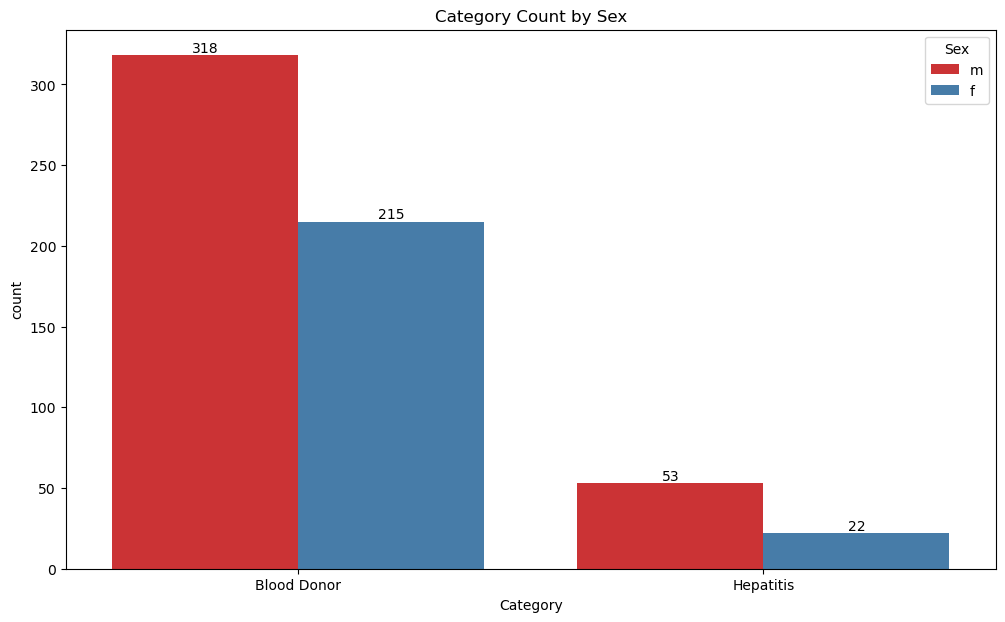 Category Count by Sex
318
Sex
m
f
300
250
215
200
count
150
100
53
50
22
0
Blood Donor
Hepatitis
Category